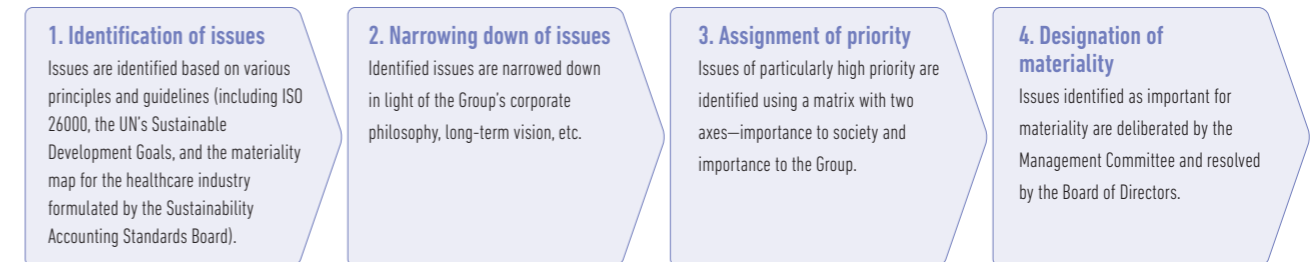 1. Identification of issues
Issues are identified based on various
principles and guidelines (including ISO
26000, the UN's Sustainable
Development Goals, and the materiality
map for the healthcare industry
formulated by the Sustainability
Accounting Standards Board).
2. Narrowing down of issues
Identified issues are narrowed down
in light of the Group's corporate
philosophy, long-term vision, etc.
3. Assignment of priority
Issues of particularly high priority are
identified using a matrix with two
axes—importance to society and
importance to the Group.
4. Designation of
materiality
Issues identified as important for
materiality are deliberated by the
Management Committee and resolved
by the Board of Directors.